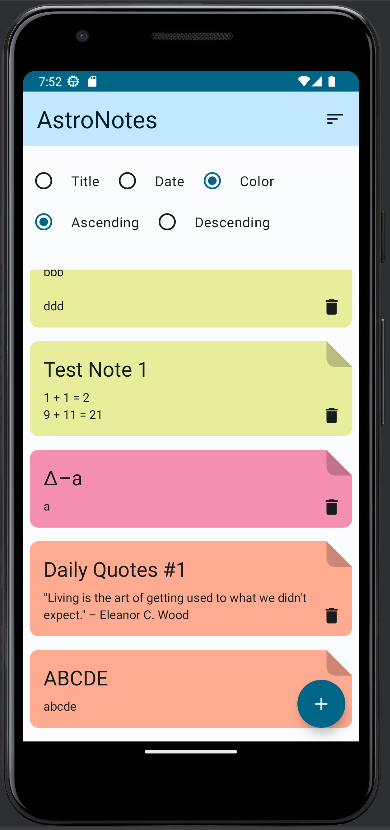 7:52
AstroNotes
Title Date Color
Ascending Descending
bbb
ddd
Test Note 1
1 + 1 = 2
9 + 11 = 21
Δ–a
a
Daily Quotes #1
"Living is the art of getting used to what we didn't
expect." – Eleanor C. Wood
ABCDE
abcde